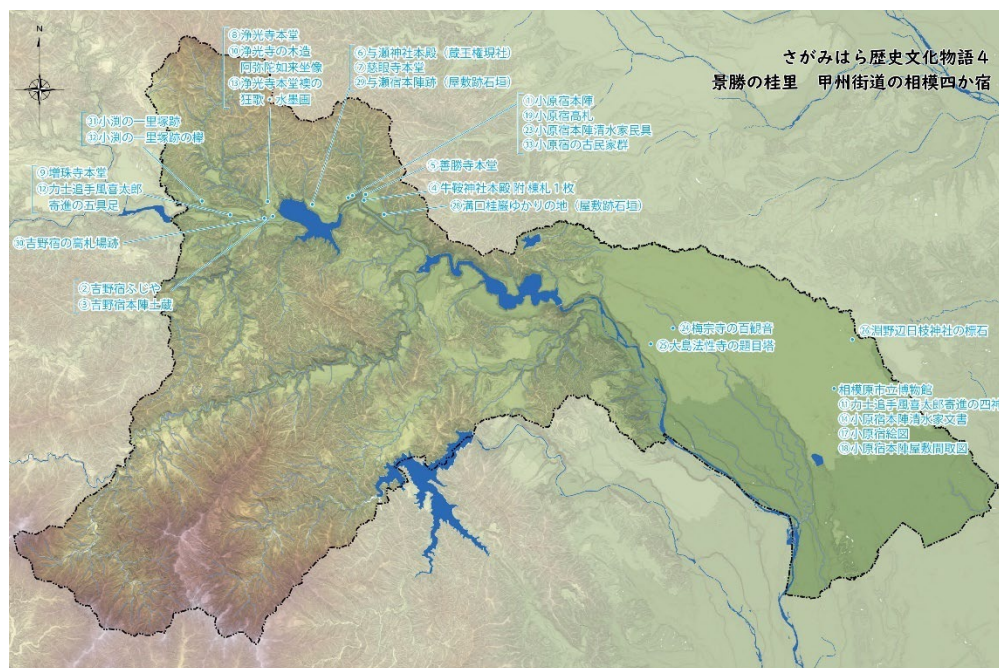 さがみはら歴史文化物語4
景勝の桂里 甲州街道の相模四か宿
N
⑧浄光寺本堂
⑩浄光寺の木造
阿弥陀如来坐像
⑮浄光寺本堂襖の
狂歌・水墨画
⑥与瀬神社本殿(蔵王権現社)
⑦慈眼寺本堂
㉙与瀬宿本陣跡(屋敷跡石垣)
①小原宿本陣
⑲小原宿高札
㉓小原宿本陣清水家民具
㉝小原宿の古民家群
㉛小渕の一里塚跡
㉜小渕の一里塚跡の欅
⑤善勝寺本堂
⑨増珠寺本堂
⑫力士追手風喜太郎
寄進の五具足
④牛鞍神社本殿 附 棟札1枚
㉘溝口桂巌ゆかりの地(屋敷跡石垣)
㉚吉野宿の高札場跡
②吉野宿ふじや
③吉野宿本陣土蔵
㉔梅宗寺の百観音
㉕大島法性寺の題目塔
㉖淵野辺日枝神社の標石
・相模原市立博物館
⑪力士追手風喜太郎寄進の四神
⑯小原宿本陣清水家文書
⑰小原宿絵図
⑱小原宿本陣屋敷間取図